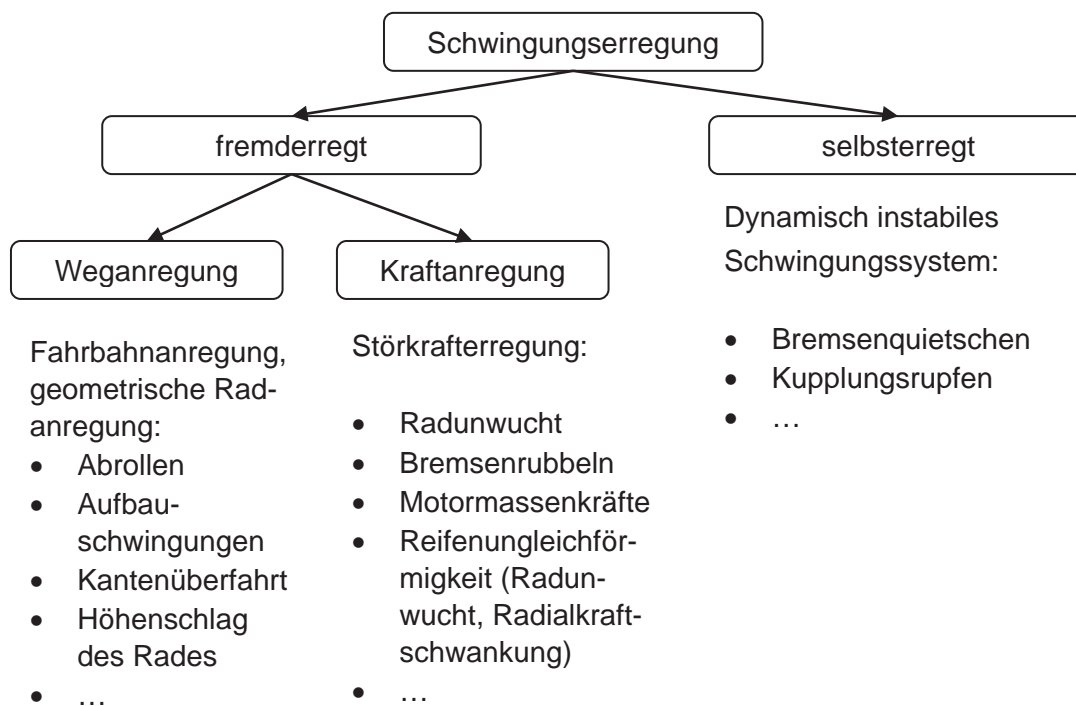 Schwingungserregung
fremderregt
selbsterregt
Weganregung
Kraftanregung
Fahrbahnanregung,
geometrische Rad-
anregung:
• Abrollen
• Aufbau-
schwingungen
• Kantenüberfahrt
• Höhenschlag
des Rades
• …
Störkrafterregung:
• Radunwucht
• Bremsenrubbeln
• Motormassenkräfte
• Reifenungleichför-
migkeit (Radun-
wucht, Radialkraft-
schwankung)
• …
Dynamisch instabiles
Schwingungssystem:
• Bremsenquietschen
• Kupplungsrupfen
• …